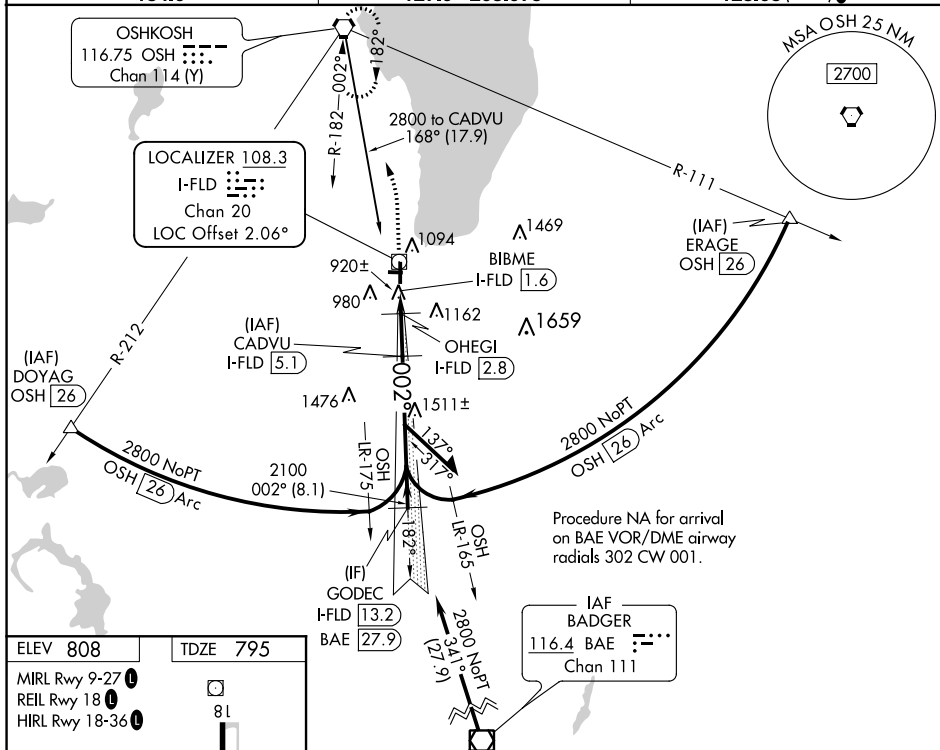 OSHKOSH
116.75 OSH
Chan 114 (Y)
182°
R-182
002°
2800 to CADVU
168° (17.9)
MSA OSH 25 NM
2700
LOCALIZER 108.3
I-FLD
Chan 20
LOC Offset 2.06°
R-111
(IAF)
ERAGE
OSH 26
1094
1469
BIBME
I-FLD 1.6
920±
980
1162
1659
(IAF)
CADVU
I-FLD 5.1
OHEGI
I-FLD 2.8
R-212
(IAF)
DOYAG
OSH 26
002°
1476
1511±
137°
317°
2800 NoPT
OSH 26 Arc
2800 NoPT
OSH 26 Arc
OSH
LR-175
2100
002° (8.1)
182°
OSH
LR-165
Procedure NA for arrival
on BAE VOR/DME airway
radials 302 CW 001.
(IF)
GODEC
I-FLD 13.2
BAE 27.9
2800 NoPT
341°
(27.9)
IAF
BADGER
116.4 BAE
Chan 111
ELEV 808
TDZE 795
MIRL Rwy 9-27 L
REIL Rwy 18 L
HIRL Rwy 18-36 L
18